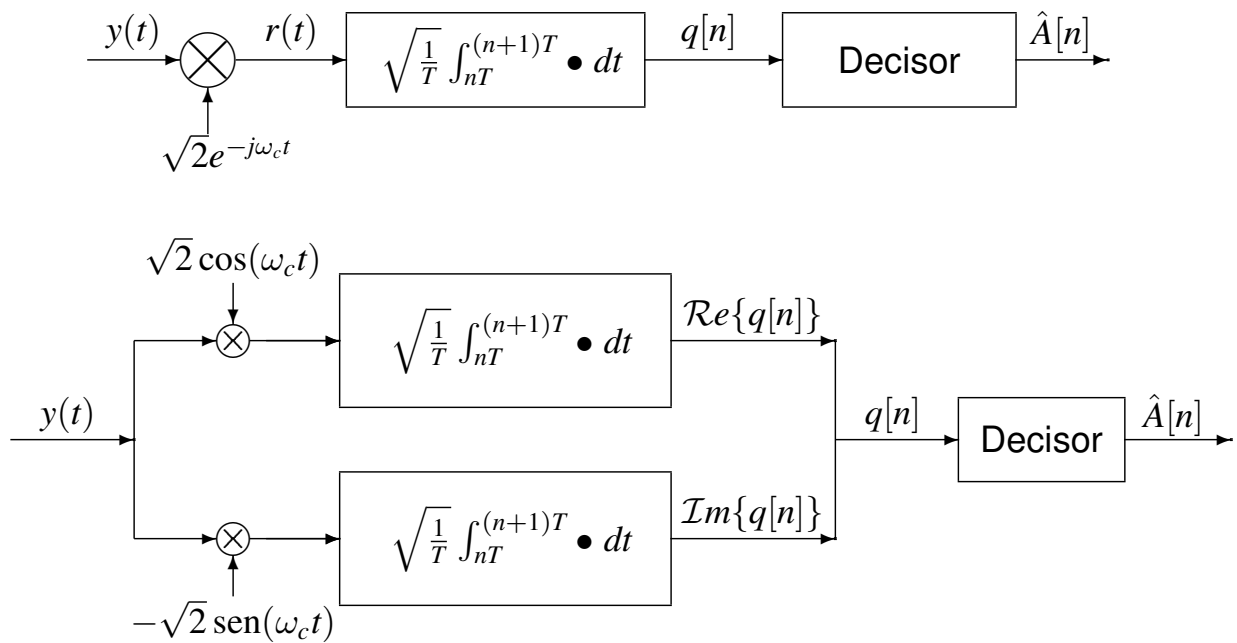 y(t) r(t) √(1/T) ∫_{nT}^{(n+1)T} • dt q[n] Decisor Â[n]
√2e^{−jω_c t}
√2 cos(ω_c t)
√(1/T) ∫_{nT}^{(n+1)T} • dt Re{q[n]}
y(t) q[n] Decisor Â[n]
√(1/T) ∫_{nT}^{(n+1)T} • dt Im{q[n]}
−√2 sen(ω_c t)